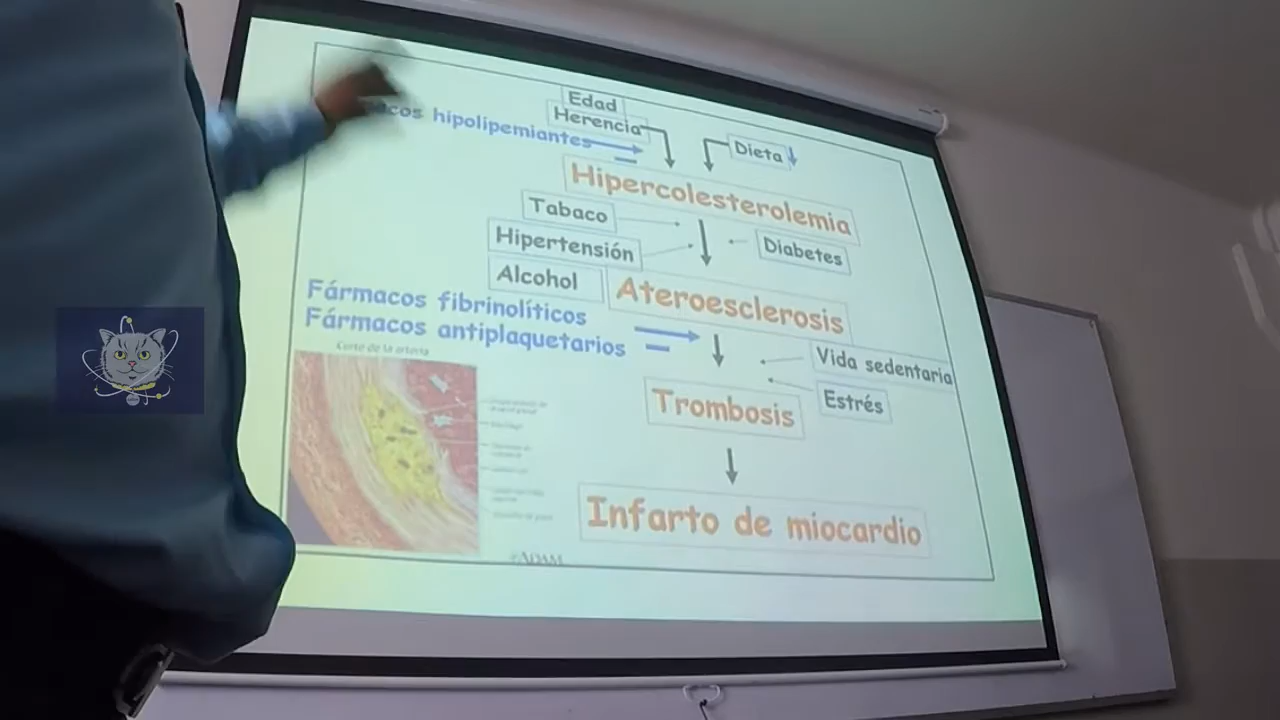 Edad
Herencia
hipolipemiantes
Dieta
Hipercolesterolemia
Tabaco
Hipertensión
Diabetes
Alcohol
Ateroesclerosis
Fármacos fibrinolíticos
Fármacos antiplaquetarios
Vida sedentaria
Estrés
Trombosis
Corte de la arteria
Infarto de miocardio
©ADAM